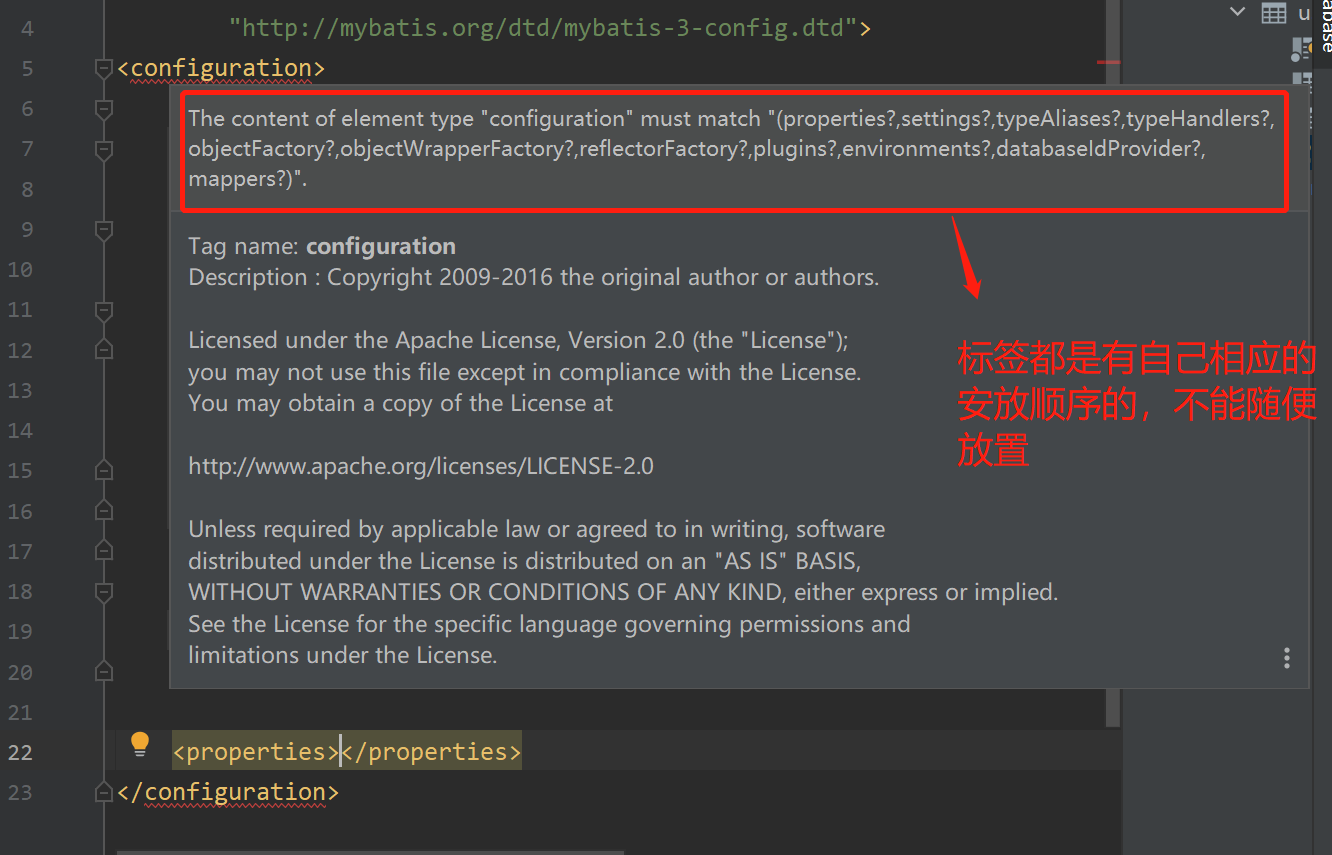 4 "http://mybatis.org/dtd/mybatis-3-config.dtd">
5 <configuration>
6
7
8
9
10
11
12
13
14
15
16
17
18
19
20
21
The content of element type "configuration" must match "(properties?,settings?,typeAliases?,typeHandlers?,
objectFactory?,objectWrapperFactory?,reflectorFactory?,plugins?,environments?,databaseIdProvider?,
mappers?)".
Tag name: configuration
Description : Copyright 2009-2016 the original author or authors.
Licensed under the Apache License, Version 2.0 (the "License");
you may not use this file except in compliance with the License.
You may obtain a copy of the License at
http://www.apache.org/licenses/LICENSE-2.0
Unless required by applicable law or agreed to in writing, software
distributed under the License is distributed on an "AS IS" BASIS,
WITHOUT WARRANTIES OR CONDITIONS OF ANY KIND, either express or implied.
See the License for the specific language governing permissions and
limitations under the License.
标签都是有自己相应的
安放顺序的，不能随便
放置
22 <properties></properties>
23 </configuration>